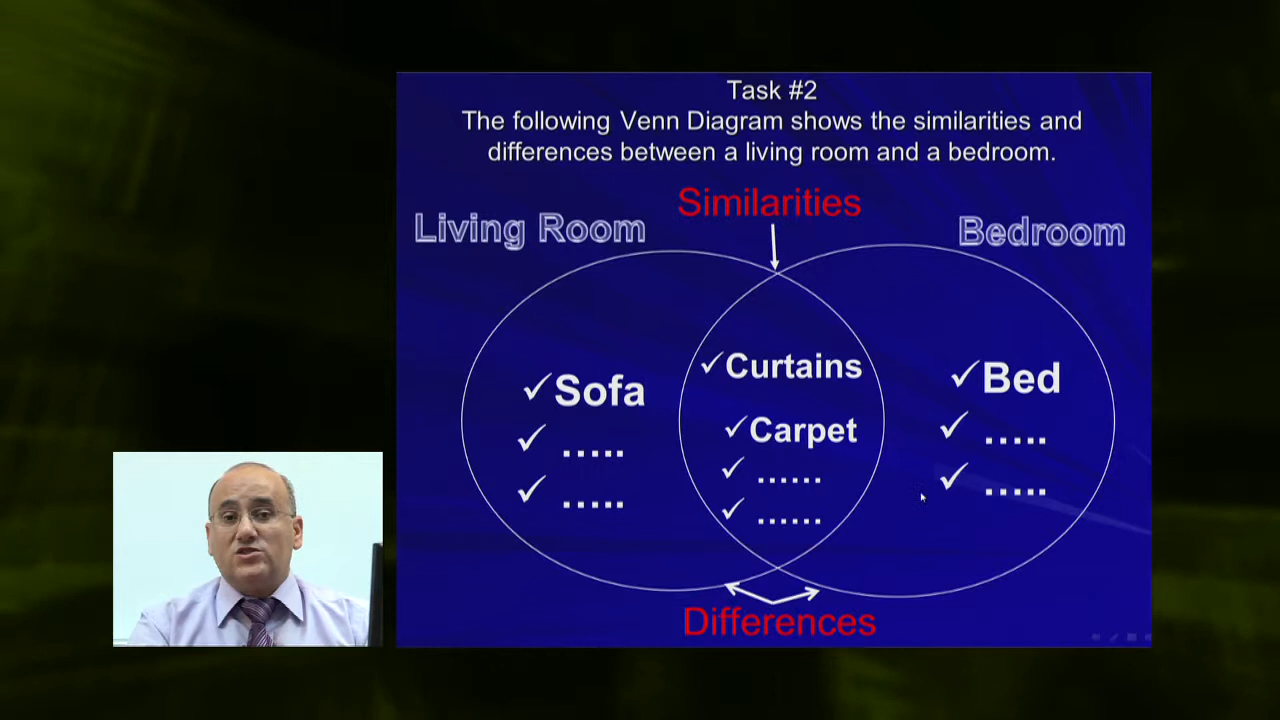 Task #2
The following Venn Diagram shows the similarities and
differences between a living room and a bedroom.
Similarities
Living Room
Bedroom
✓Sofa
✓ .....
✓ .....
✓Curtains
✓Carpet
✓ ......
✓ ......
✓Bed
✓ .....
✓ .....
Differences